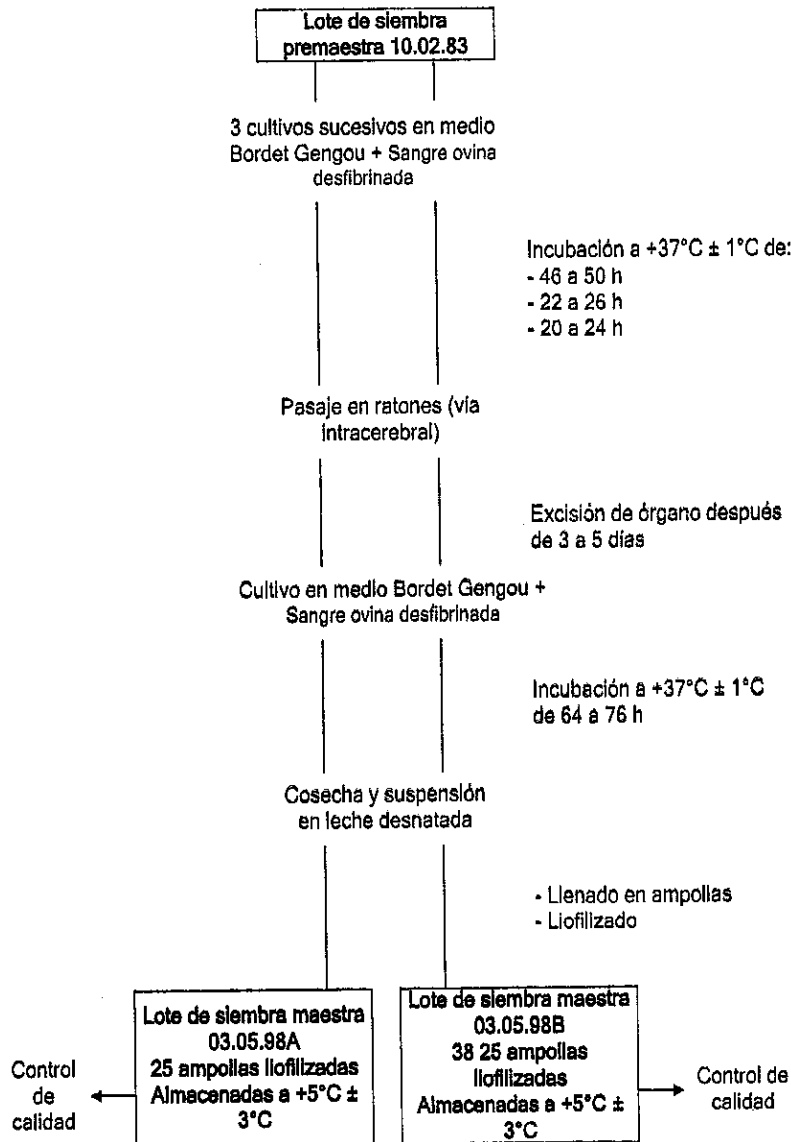 Lote de siembra
premaestra 10.02.83
3 cultivos sucesivos en medio
Bordet Gengou + Sangre ovina
desfibrinada
Incubación a +37°C ± 1°C de:
- 46 a 50 h
- 22 a 26 h
- 20 a 24 h
Pasaje en ratones (vía
intracerebral)
Excisión de órgano después
de 3 a 5 días
Cultivo en medio Bordet Gengou +
Sangre ovina desfibrinada
Incubación a +37°C ± 1°C
de 64 a 76 h
Cosecha y suspensión
en leche desnatada
- Llenado en ampollas
- Liofilizado
Lote de siembra maestra
03.05.98A
25 ampollas liofilizadas
Almacenadas a +5°C ±
3°C
Lote de siembra maestra
03.05.98B
38 25 ampollas
liofilizadas
Almacenadas a +5°C ±
3°C
Control
de
calidad
Control de
calidad